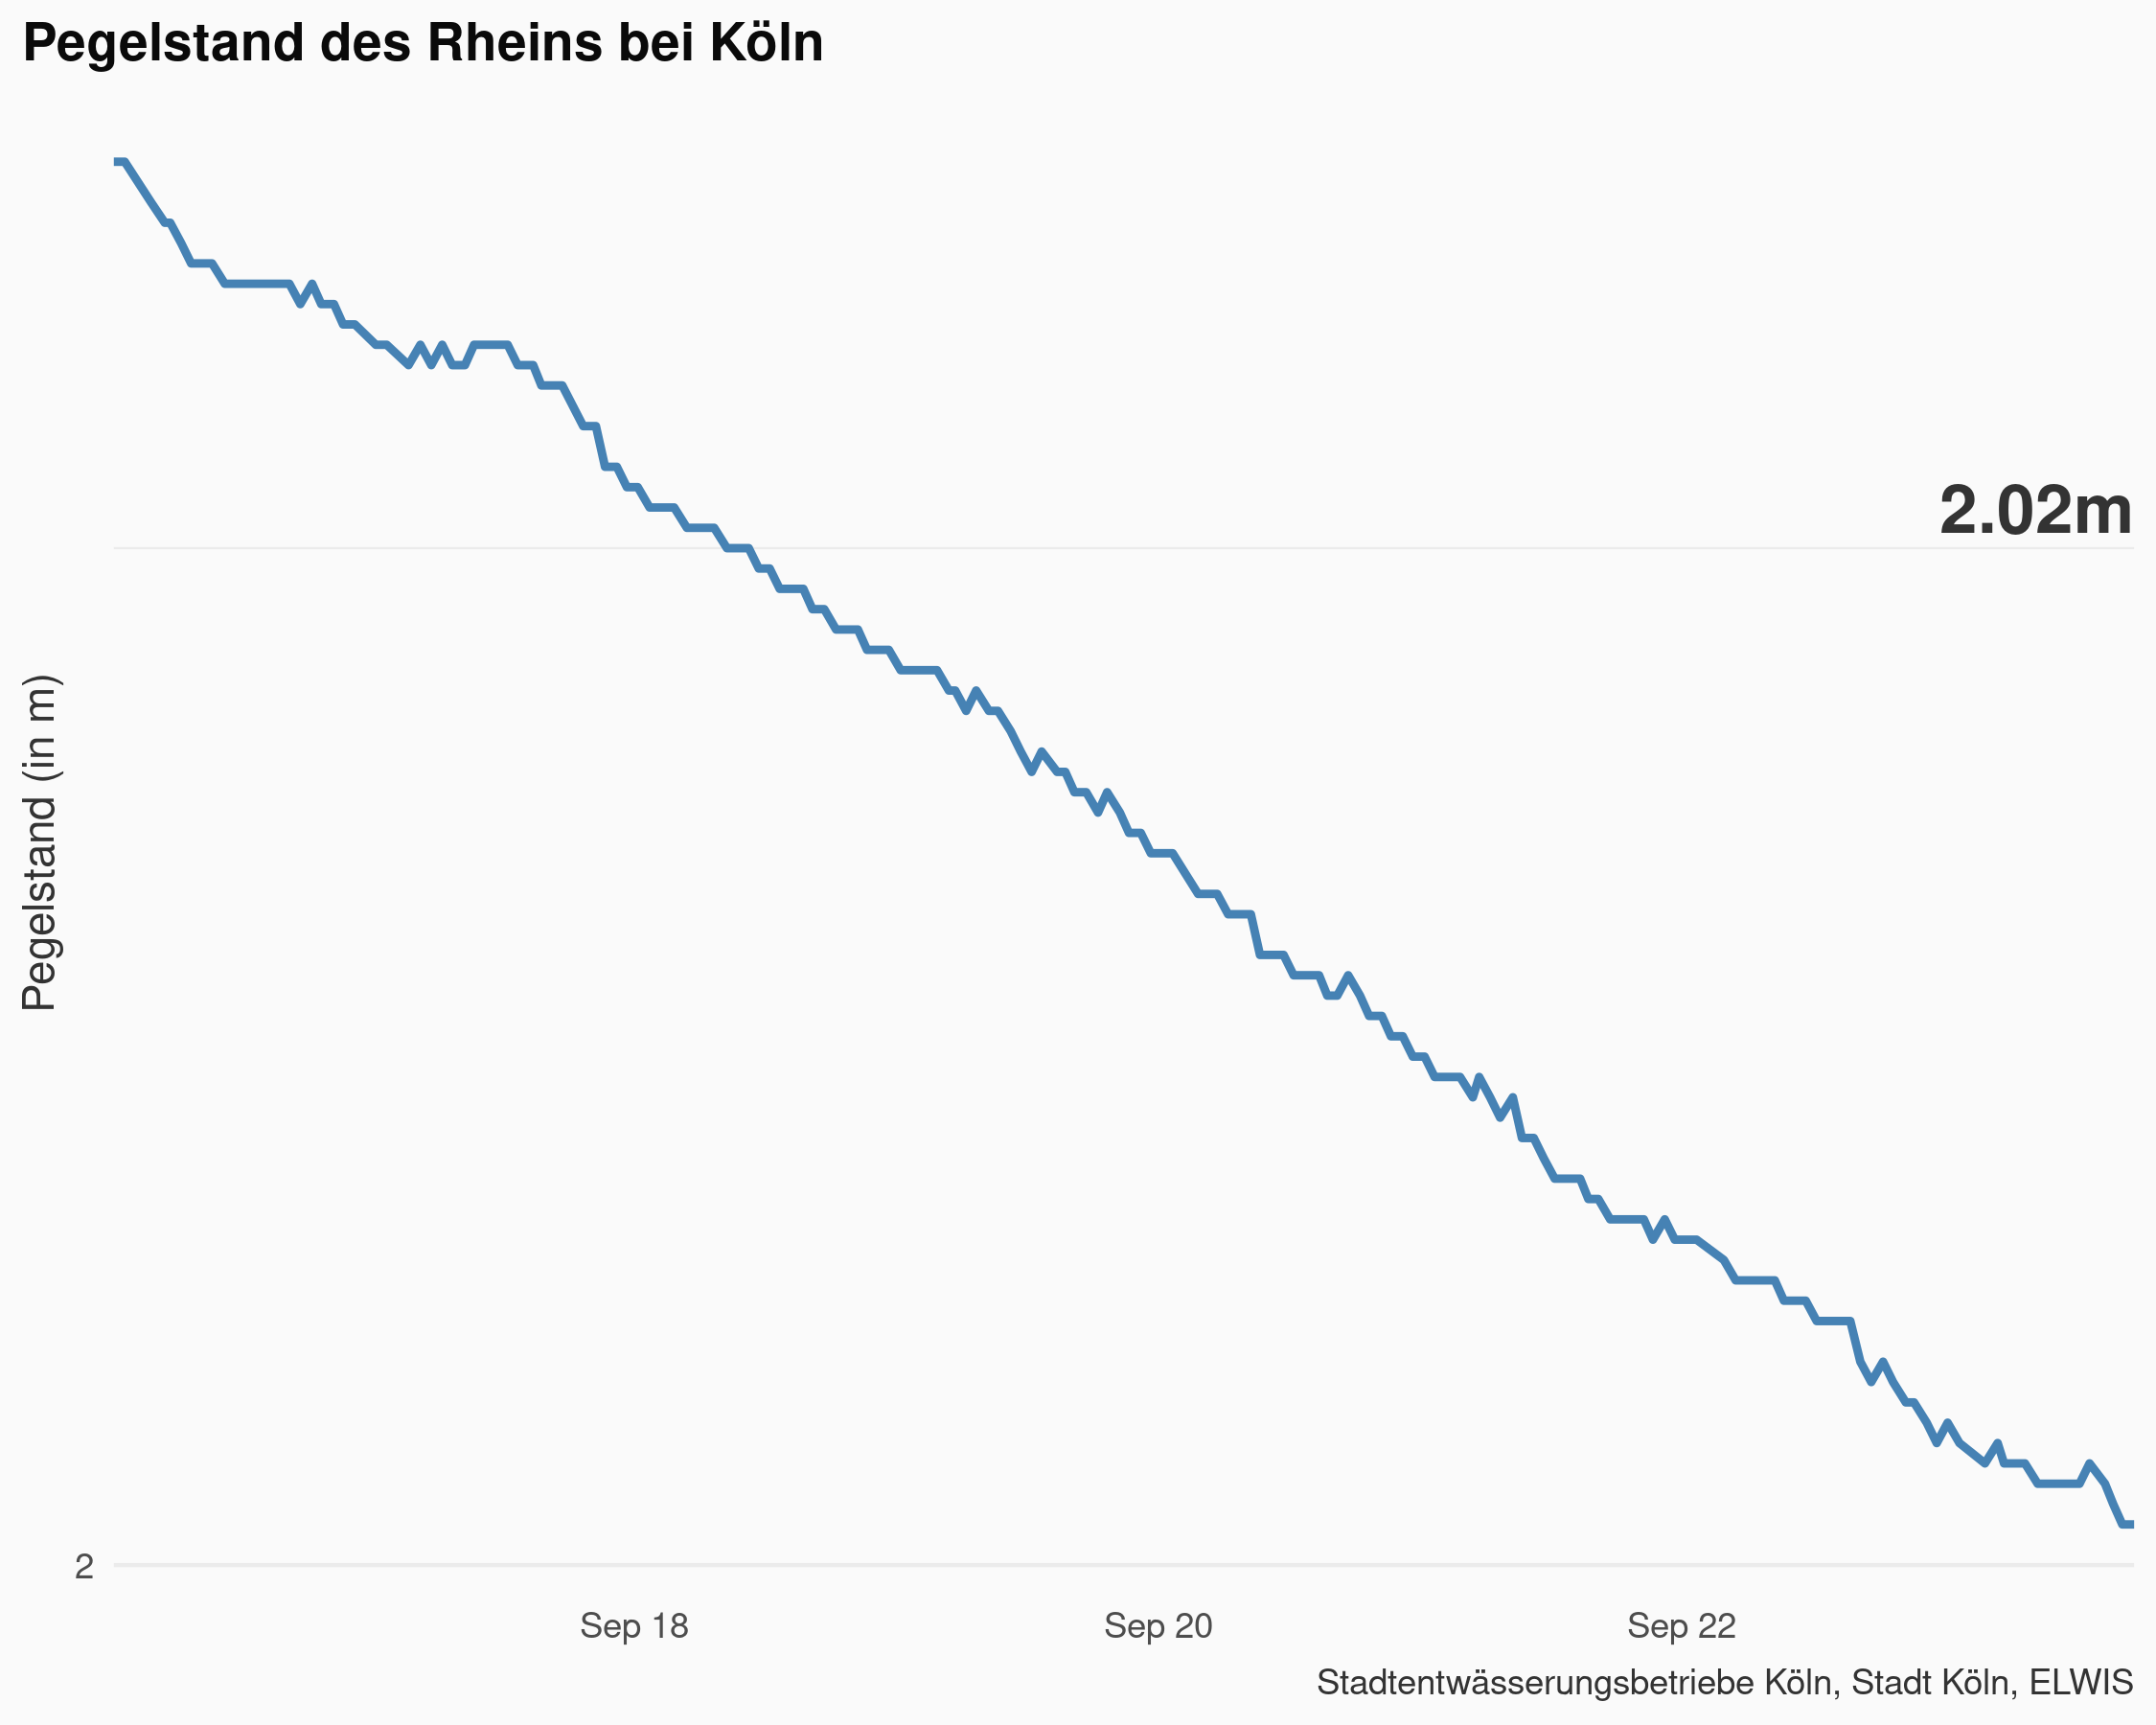 Pegelstand des Rheins bei Köln
2.02m
Pegelstand (in m)
2
Sep 18
Sep 20
Sep 22
Stadtentwässerungsbetriebe Köln, Stadt Köln, ELWIS